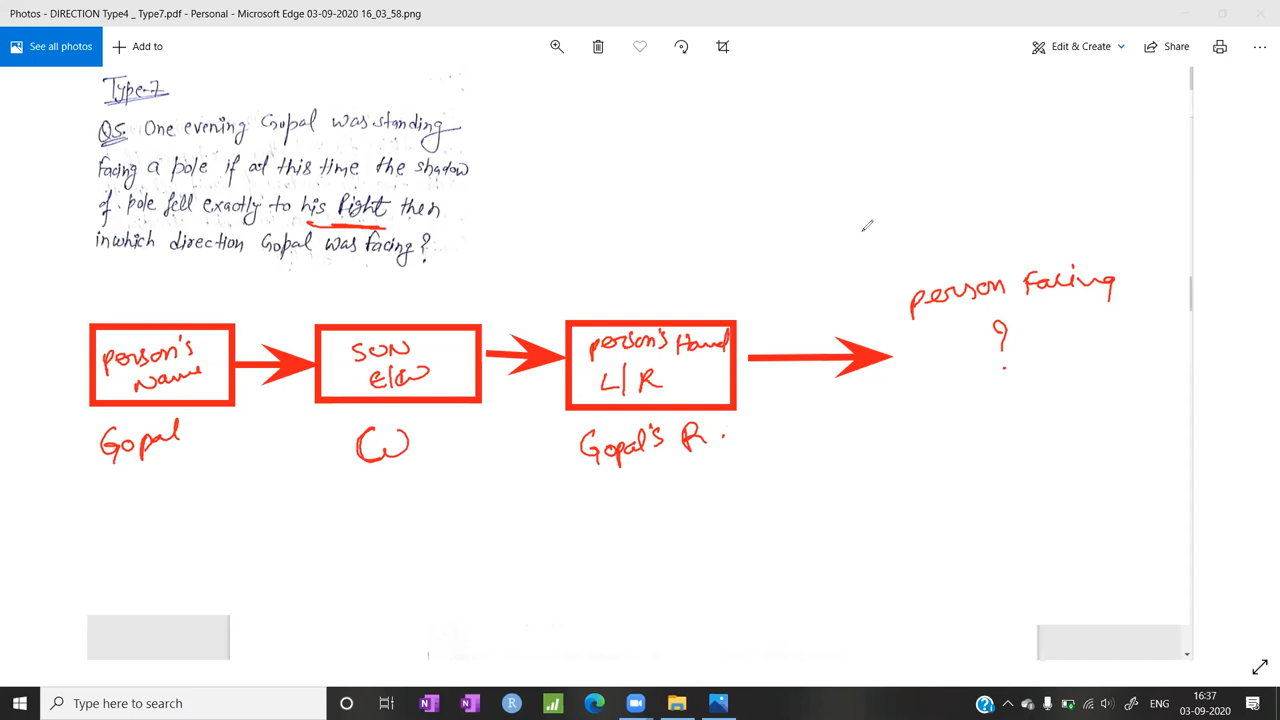 Photos - DIRECTION Type4 _ Type7.pdf - Personal - Microsoft Edge 03-09-2020 16_03_58.png
See all photos
Add to
Edit & Create
Share
Type-7
Q5. One evening Gopal was standing
facing a pole if at this time the shadow
of pole fell exactly to his Right then
in which direction Gopal was facing?
person facing
?
person's
Name
SUN
E/W
person's Hand
L/R
Gopal
W
Gopal's R.
Type here to search
ENG
16:37
03-09-2020